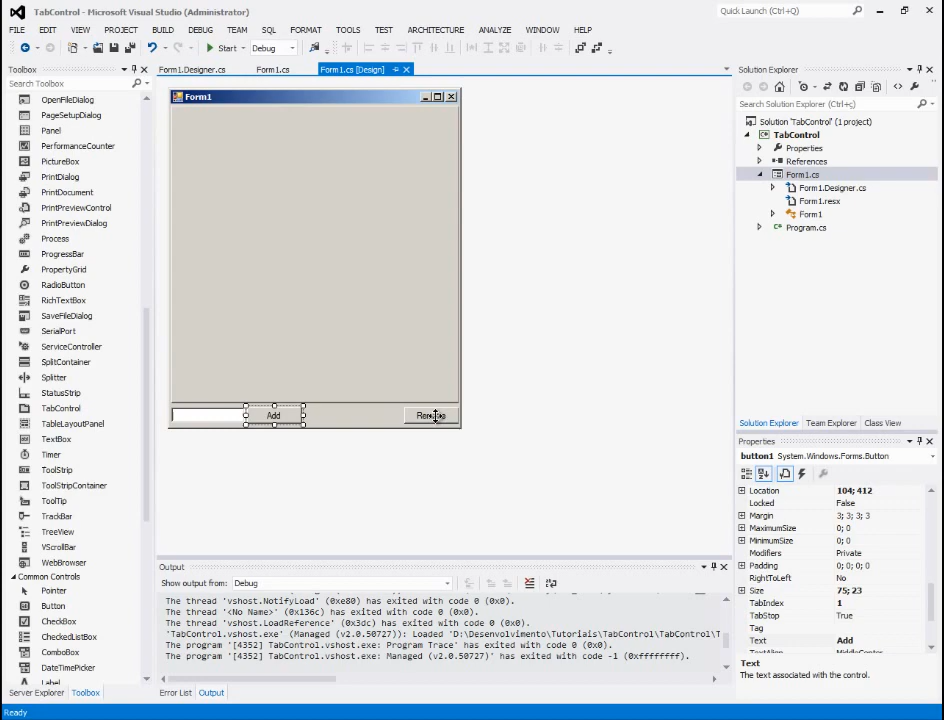 TabControl - Microsoft Visual Studio (Administrator)
Quick Launch (Ctrl+Q)
FILE EDIT VIEW PROJECT BUILD DEBUG TEAM SQL FORMAT TOOLS TEST ARCHITECTURE ANALYZE WINDOW HELP
Start Debug
Toolbox
Search Toolbox
OpenFileDialog
PageSetupDialog
Panel
PerformanceCounter
PictureBox
PrintDialog
PrintDocument
PrintPreviewControl
PrintPreviewDialog
Process
ProgressBar
PropertyGrid
RadioButton
RichTextBox
SaveFileDialog
SerialPort
ServiceController
SplitContainer
Splitter
StatusStrip
TabControl
TableLayoutPanel
TextBox
Timer
ToolStrip
ToolStripContainer
ToolTip
TrackBar
TreeView
VScrollBar
WebBrowser
Common Controls
Pointer
Button
CheckBox
CheckedListBox
ComboBox
DateTimePicker
Label
Server Explorer Toolbox
Form1.Designer.cs Form1.cs Form1.cs [Design]
Form1
Add
Output
Show output from: Debug
The thread 'vshost.NotifyLoad' (0xe80) has exited with code 0 (0x0).
The thread '<No Name>' (0x136c) has exited with code 0 (0x0).
The thread 'vshost.LoadReference' (0x3dc) has exited with code 0 (0x0).
'TabControl.vshost.exe' (Managed (v2.0.50727)): Loaded 'D:\Desenvolvimento\Tutoriais\TabControl\TabControl\T
The program '[4352] TabControl.vshost.exe: Program Trace' has exited with code 0 (0x0).
The program '[4352] TabControl.vshost.exe: Managed (v2.0.50727)' has exited with code -1 (0xffffffff).
Error List Output
Solution Explorer
Search Solution Explorer (Ctrl+ç)
Solution 'TabControl' (1 project)
TabControl
Properties
References
Form1.cs
Form1.Designer.cs
Form1.resx
Form1
Program.cs
Solution Explorer Team Explorer Class View
Properties
button1 System.Windows.Forms.Button
Location 104; 412
Locked False
Margin 3; 3; 3; 3
MaximumSize 0; 0
MinimumSize 0; 0
Modifiers Private
Padding 0; 0; 0; 0
RightToLeft No
Size 75; 23
TabIndex 1
TabStop True
Tag
Text Add
TextAlign MiddleCenter
Text
The text associated with the control.
Ready